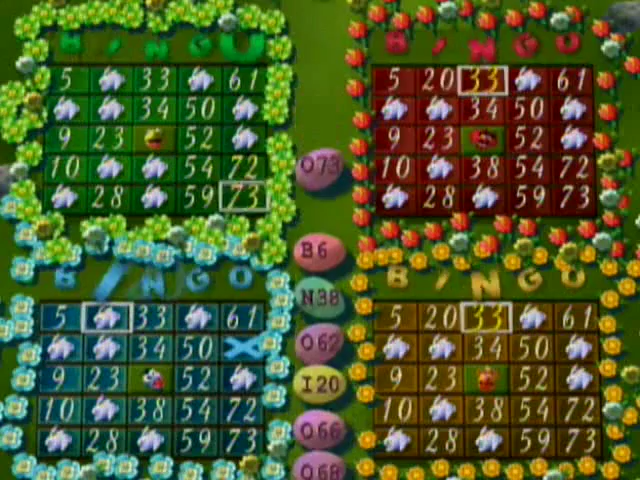 BINGO
5 33 61
34 50
9 23 52
10 54 72
28 59 73
BINGO
5 20 33 61
34 50
9 23 52
10 38 54 72
28 59 73
O73
B6
N38
O62
I20
O66
O68
BINGO
5 33 61
34 50
9 23 52
10 38 54 72
28 59 73
BINGO
5 20 33 61
34 50
9 23 52
10 38 54 72
28 59 73